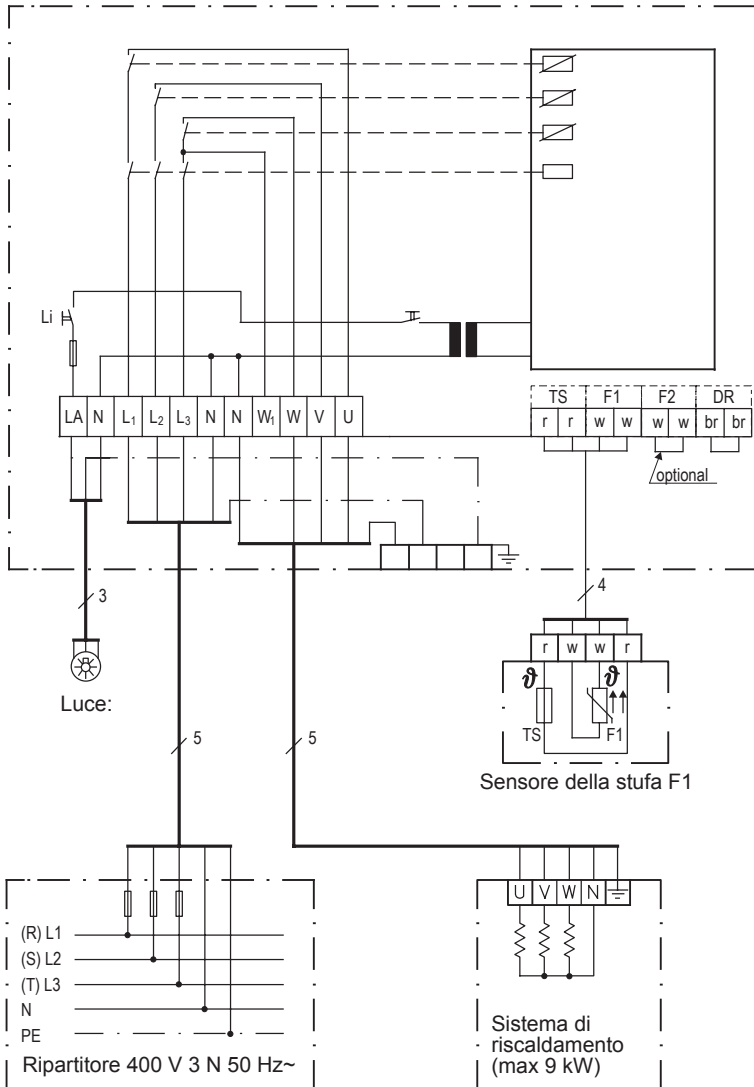 Li
LA N L1 L2 L3 N N W1 W V U
TS F1 F2 DR
r r w w w w br br
optional
3
4
Luce:
r w w r
ϑ ϑ
TS F1
Sensore della stufa F1
5 5
U V W N
(R) L1
(S) L2
(T) L3
N
PE
Ripartitore 400 V 3 N 50 Hz~
Sistema di
riscaldamento
(max 9 kW)